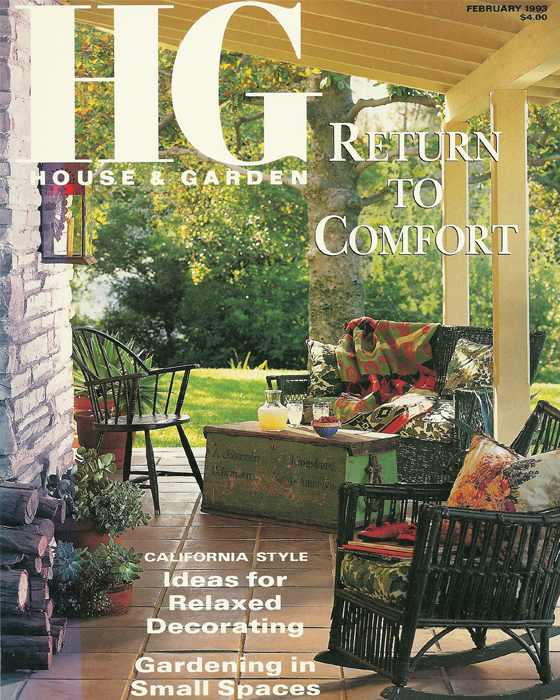 FEBRUARY 1993
$4.00
HG
HOUSE & GARDEN
RETURN
TO
COMFORT
CALIFORNIA STYLE
Ideas for
Relaxed
Decorating
Gardening in
Small Spaces